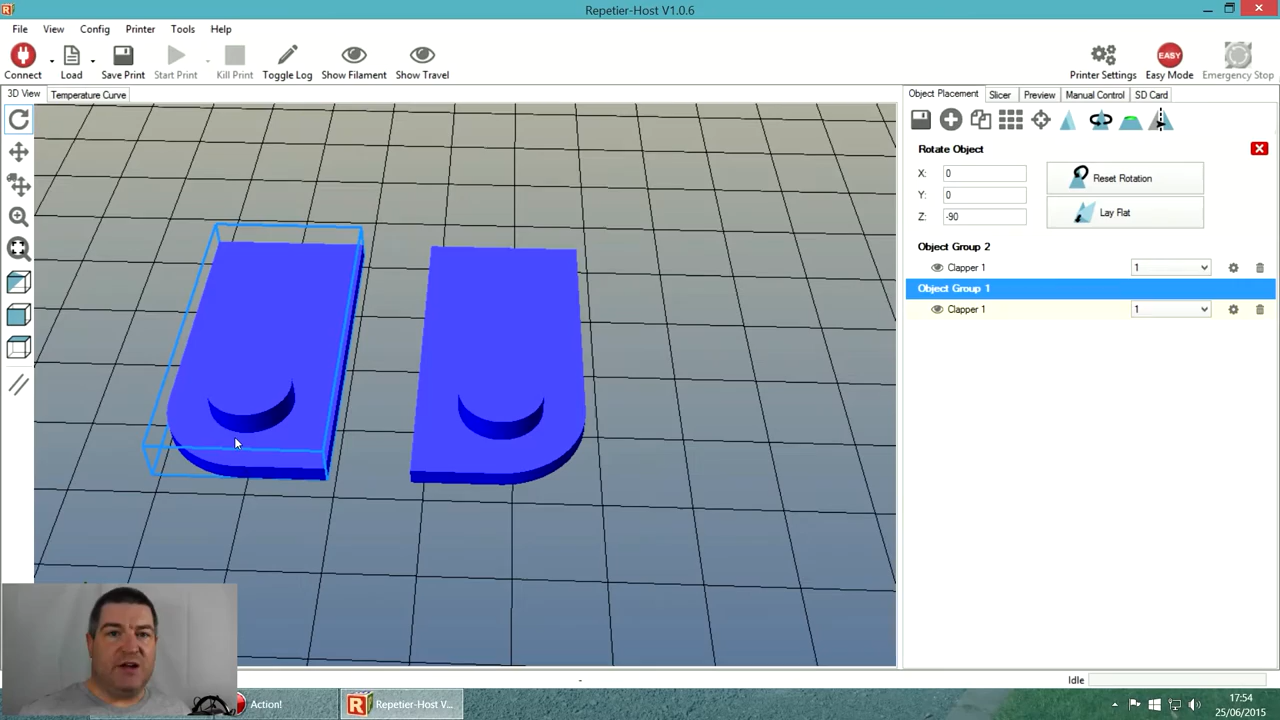 Repetier-Host V1.0.6
File View Config Printer Tools Help
Connect Load Save Print Start Print Kill Print Toggle Log Show Filament Show Travel Printer Settings Easy Mode Emergency Stop
EASY
3D View Temperature Curve
Object Placement Slicer Preview Manual Control SD Card
Rotate Object
X: 0
Reset Rotation
Y: 0
Lay Flat
Z: -90
Object Group 2
Clapper 1 1
Object Group 1
Clapper 1 1
- Idle
Action! Repetier-Host V...
17:54
25/06/2015